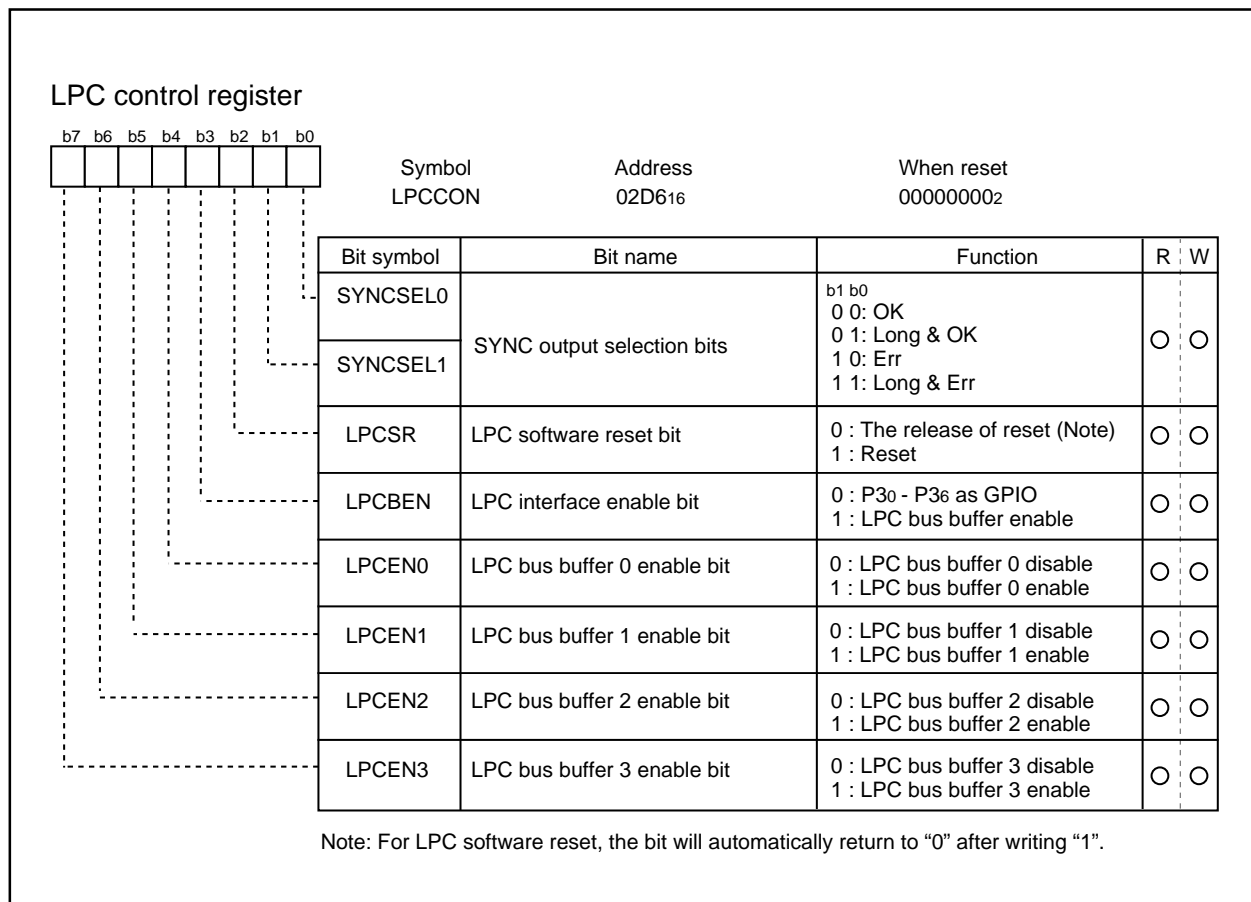 LPC control register
b7 b6 b5 b4 b3 b2 b1 b0
Symbol Address When reset
LPCCON 02D616 000000002
Bit symbol Bit name Function R W
SYNCSEL0
SYNCSEL1
SYNC output selection bits
b1 b0
0 0: OK
0 1: Long & OK
1 0: Err
1 1: Long & Err
LPCSR LPC software reset bit 0 : The release of reset (Note)
1 : Reset
LPCBEN LPC interface enable bit 0 : P30 - P36 as GPIO
1 : LPC bus buffer enable
LPCEN0 LPC bus buffer 0 enable bit 0 : LPC bus buffer 0 disable
1 : LPC bus buffer 0 enable
LPCEN1 LPC bus buffer 1 enable bit 0 : LPC bus buffer 1 disable
1 : LPC bus buffer 1 enable
LPCEN2 LPC bus buffer 2 enable bit 0 : LPC bus buffer 2 disable
1 : LPC bus buffer 2 enable
LPCEN3 LPC bus buffer 3 enable bit 0 : LPC bus buffer 3 disable
1 : LPC bus buffer 3 enable
Note: For LPC software reset, the bit will automatically return to “0” after writing “1”.